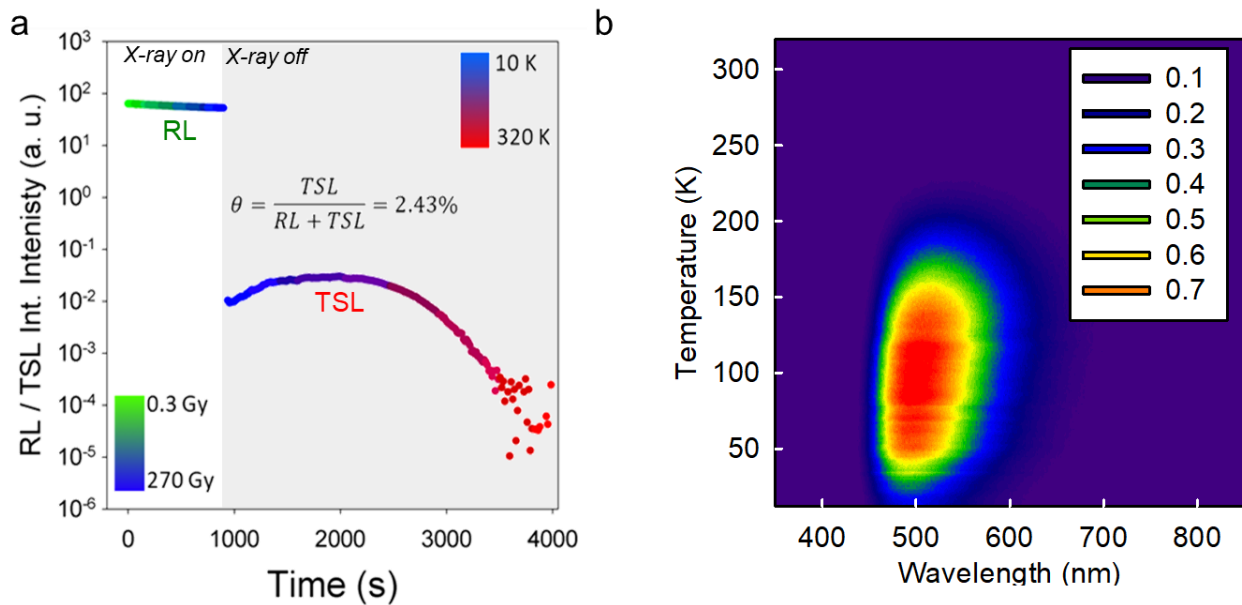 a
10³
10²
10¹
10⁰
10⁻¹
10⁻²
10⁻³
10⁻⁴
10⁻⁵
10⁻⁶
RL / TSL Int. Intenisty (a. u.)
X-ray on
X-ray off
RL
10 K
320 K
θ = TSL / (RL + TSL) = 2.43%
TSL
0.3 Gy
270 Gy
0 1000 2000 3000 4000
Time (s)
b
300
250
200
150
100
50
Temperature (K)
0.1
0.2
0.3
0.4
0.5
0.6
0.7
400 500 600 700 800
Wavelength (nm)